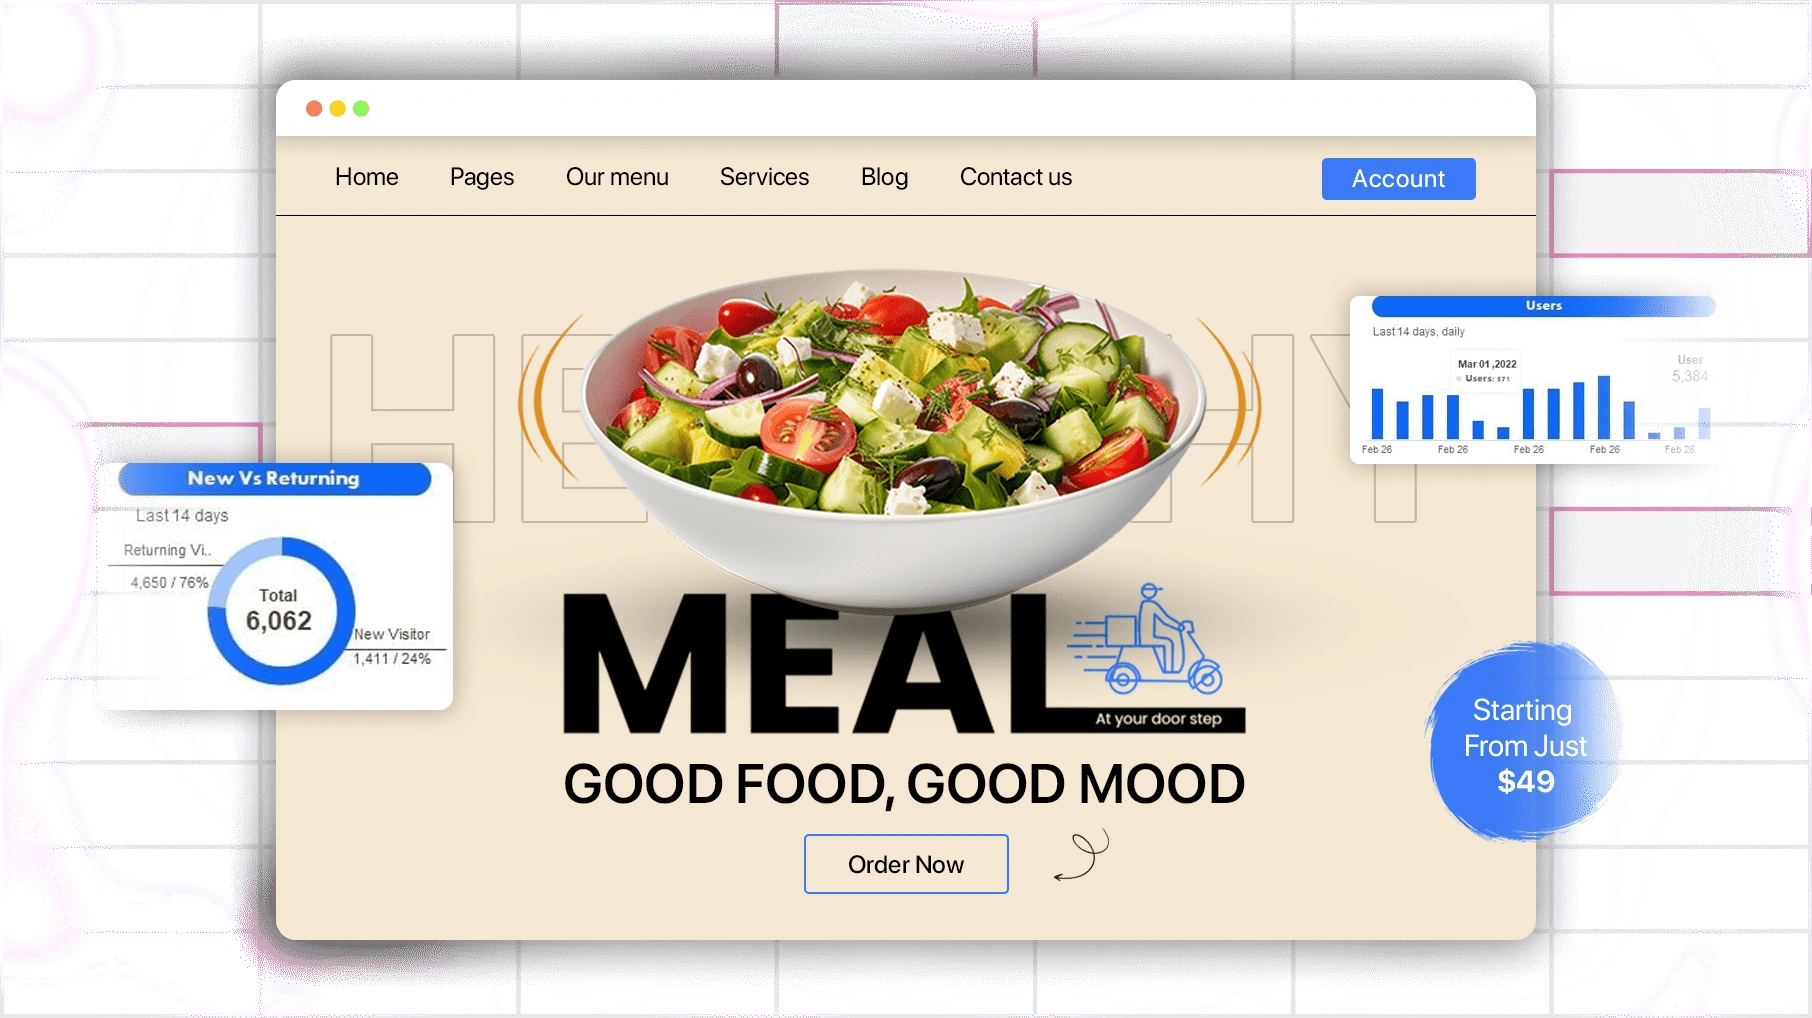 Home Pages Our menu Services Blog Contact us Account
Users
Last 14 days, daily
Mar 01 ,2022
Users: 571
User
5,384
Feb 26 Feb 26 Feb 26 Feb 26 Feb 26
New Vs Returning
Last 14 days
Returning Vi..
4,650 / 76%
Total
6,062
New Visitor
1,411 / 24%
MEAL
At your door step
GOOD FOOD, GOOD MOOD
Order Now
Starting
From Just
$49